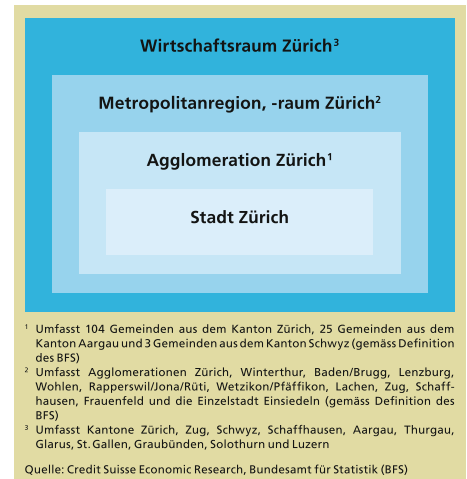 Wirtschaftsraum Zürich³
Metropolitanregion, -raum Zürich²
Agglomeration Zürich¹
Stadt Zürich
¹ Umfasst 104 Gemeinden aus dem Kanton Zürich, 25 Gemeinden aus dem
Kanton Aargau und 3 Gemeinden aus dem Kanton Schwyz (gemäss Definition
des BFS)
² Umfasst Agglomerationen Zürich, Winterthur, Baden/Brugg, Lenzburg,
Wohlen, Rapperswil/Jona/Rüti, Wetzikon/Pfäffikon, Lachen, Zug, Schaff-
hausen, Frauenfeld und die Einzelstadt Einsiedeln (gemäss Definition des
BFS)
³ Umfasst Kantone Zürich, Zug, Schwyz, Schaffhausen, Aargau, Thurgau,
Glarus, St. Gallen, Graubünden, Solothurn und Luzern
Quelle: Credit Suisse Economic Research, Bundesamt für Statistik (BFS)